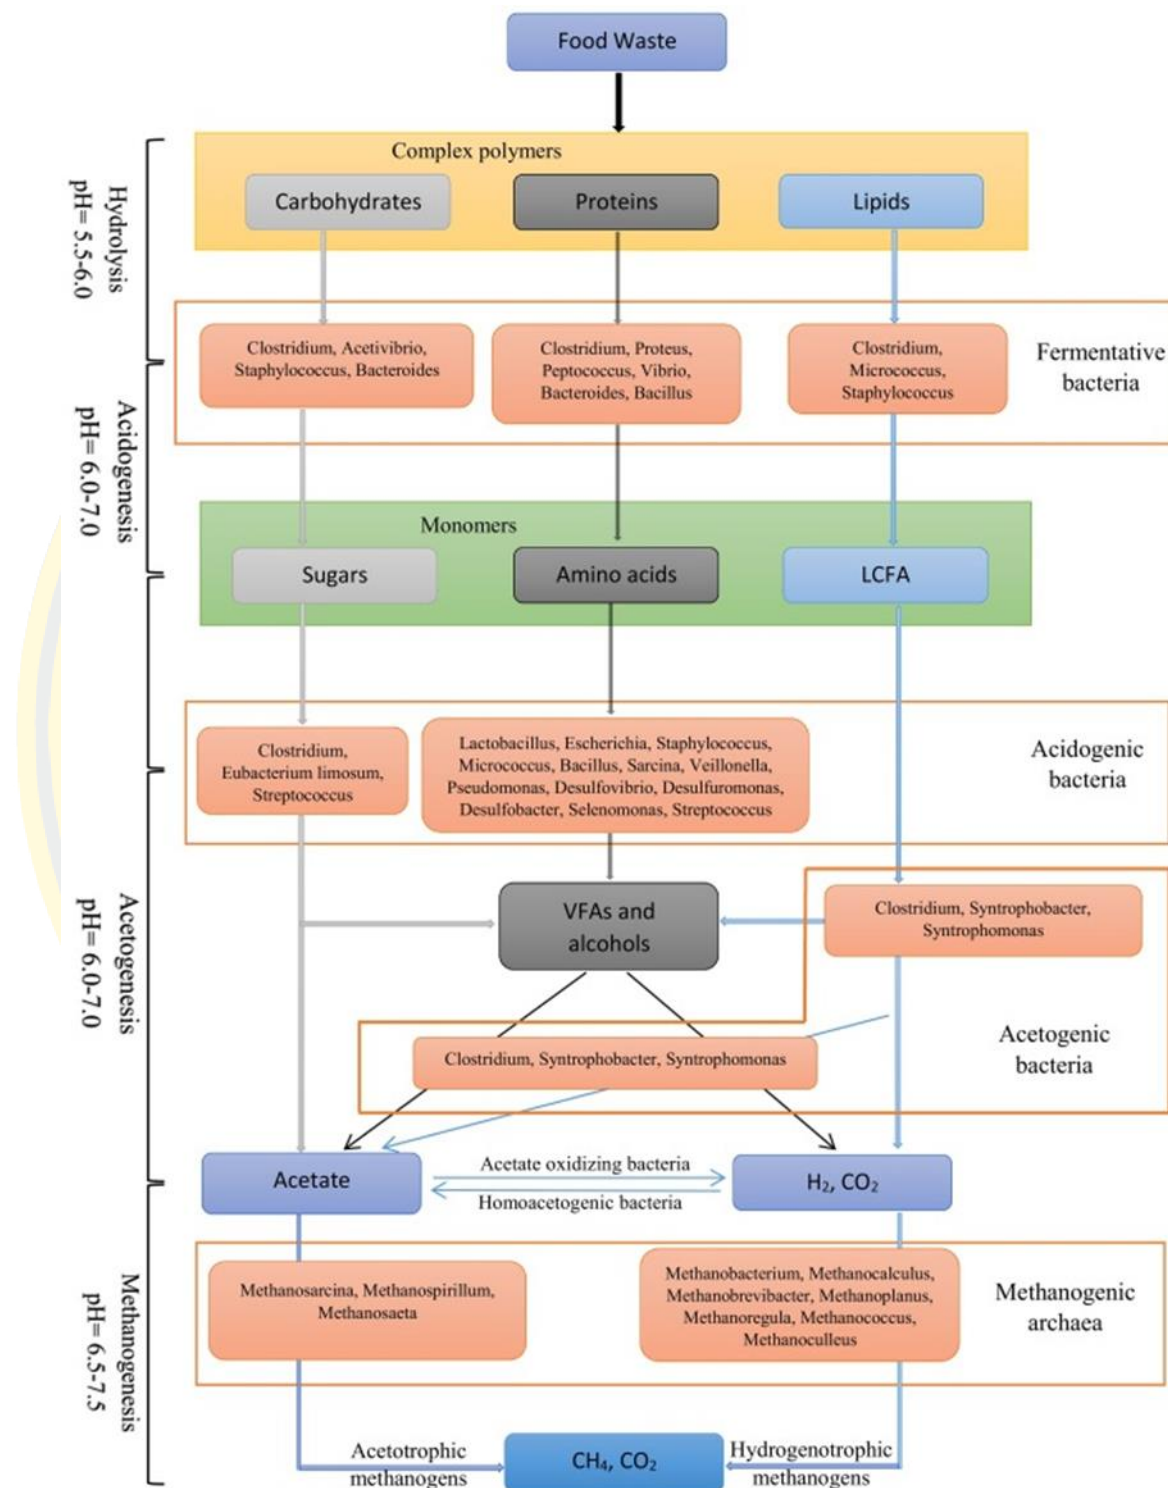 Food Waste
Complex polymers
Carbohydrates
Proteins
Lipids
Hydrolysis
pH= 5.5-6.0
Clostridium, Acetivibrio,
Staphylococcus, Bacteroides
Clostridium, Proteus,
Peptococcus, Vibrio,
Bacteroides, Bacillus
Clostridium,
Micrococcus,
Staphylococcus
Fermentative
bacteria
Acidogenesis
pH= 6.0-7.0
Monomers
Sugars
Amino acids
LCFA
Clostridium,
Eubacterium limosum,
Streptococcus
Lactobacillus, Escherichia, Staphylococcus,
Micrococcus, Bacillus, Sarcina, Veillonella,
Pseudomonas, Desulfovibrio, Desulfuromonas,
Desulfobacter, Selenomonas, Streptococcus
Acidogenic
bacteria
Acetogenesis
pH= 6.0-7.0
VFAs and
alcohols
Clostridium, Syntrophobacter,
Syntrophomonas
Clostridium, Syntrophobacter, Syntrophomonas
Acetogenic
bacteria
Acetate
Acetate oxidizing bacteria
Homoacetogenic bacteria
H₂, CO₂
Methanogenesis
pH= 6.5-7.5
Methanosarcina, Methanospirillum,
Methanosaeta
Methanobacterium, Methanocalculus,
Methanobrevibacter, Methanoplanus,
Methanoregula, Methanococcus,
Methanoculleus
Methanogenic
archaea
Acetotrophic
methanogens
CH₄, CO₂
Hydrogenotrophic
methanogens